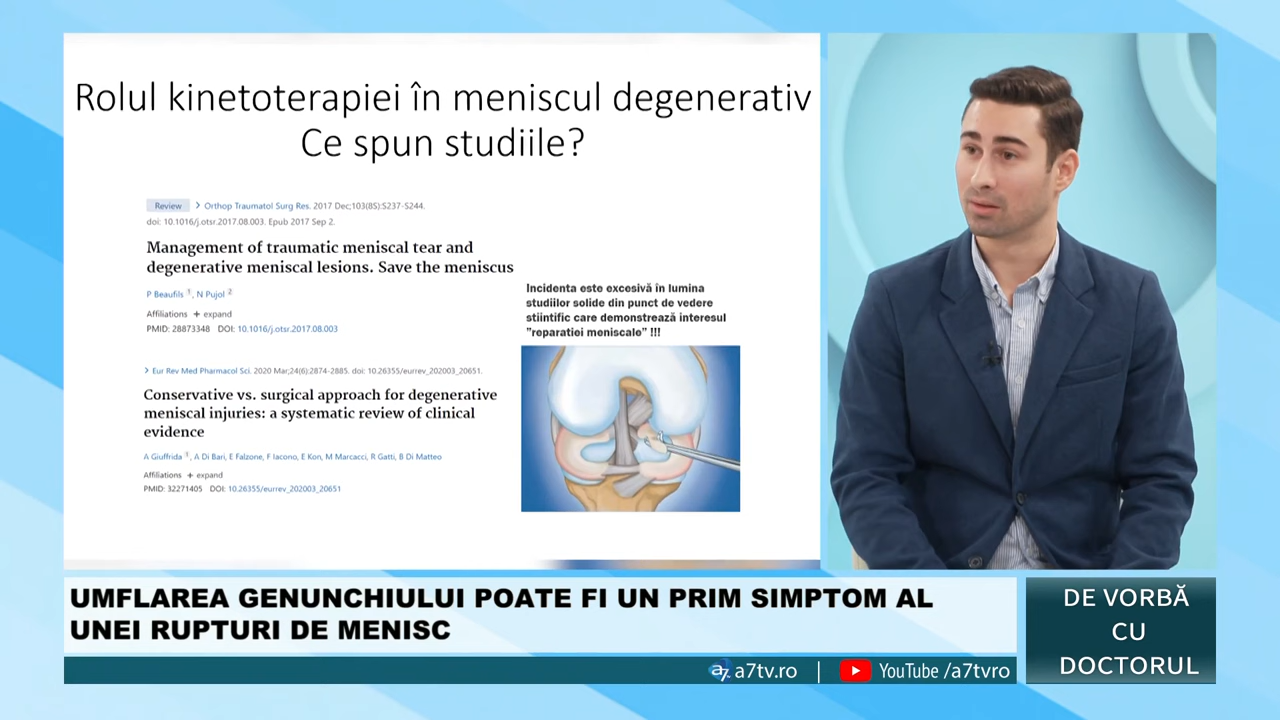 Rolul kinetoterapiei în meniscul degenerativ
Ce spun studiile?
Review > Orthop Traumatol Surg Res. 2017 Dec;103(8S):S237-S244.
doi: 10.1016/j.otsr.2017.08.003. Epub 2017 Sep 2.
Management of traumatic meniscal tear and
degenerative meniscal lesions. Save the meniscus
P Beaufils 1, N Pujol 2
Affiliations + expand
PMID: 28873348 DOI: 10.1016/j.otsr.2017.08.003
Incidenta este excesivă în lumina
studiilor solide din punct de vedere
stiintific care demonstrează interesul
"reparatiei meniscale" !!!
> Eur Rev Med Pharmacol Sci. 2020 Mar;24(6):2874-2885. doi: 10.26355/eurrev_202003_20651.
Conservative vs. surgical approach for degenerative
meniscal injuries: a systematic review of clinical
evidence
A Giuffrida 1, A Di Bari, E Falzone, F Iacono, E Kon, M Marcacci, R Gatti, B Di Matteo
Affiliations + expand
PMID: 32271405 DOI: 10.26355/eurrev_202003_20651
UMFLAREA GENUNCHIULUI POATE FI UN PRIM SIMPTOM AL
UNEI RUPTURI DE MENISC
DE VORBĂ
CU
DOCTORUL
a7 a7tv.ro | YouTube /a7tvro